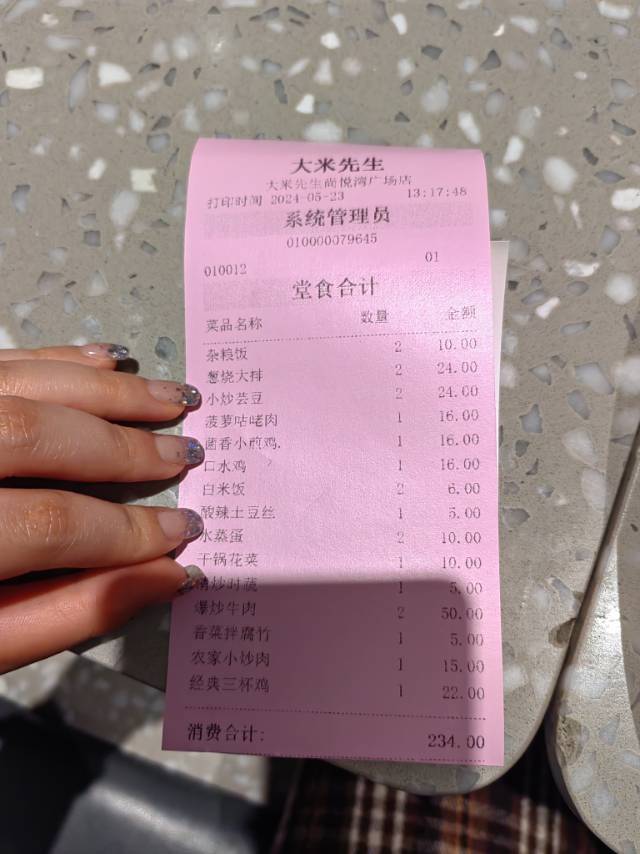 大米先生
大米先生尚悦湾广场店
打印时间 2024-05-23 13:17:48
系统管理员
010000079645
010012 01
堂食合计
菜品名称 数量 金额
杂粮饭 2 10.00
葱烧大排 2 24.00
小炒芸豆 2 24.00
菠萝咕咾肉 1 16.00
茴香小煎鸡. 1 16.00
口水鸡 1 16.00
白米饭 2 6.00
酸辣土豆丝 1 5.00
水蒸蛋 2 10.00
干锅花菜 1 10.00
清炒时蔬 1 5.00
爆炒牛肉 2 50.00
香菜拌腐竹 1 5.00
农家小炒肉 1 15.00
经典三杯鸡 1 22.00
消费合计: 234.00